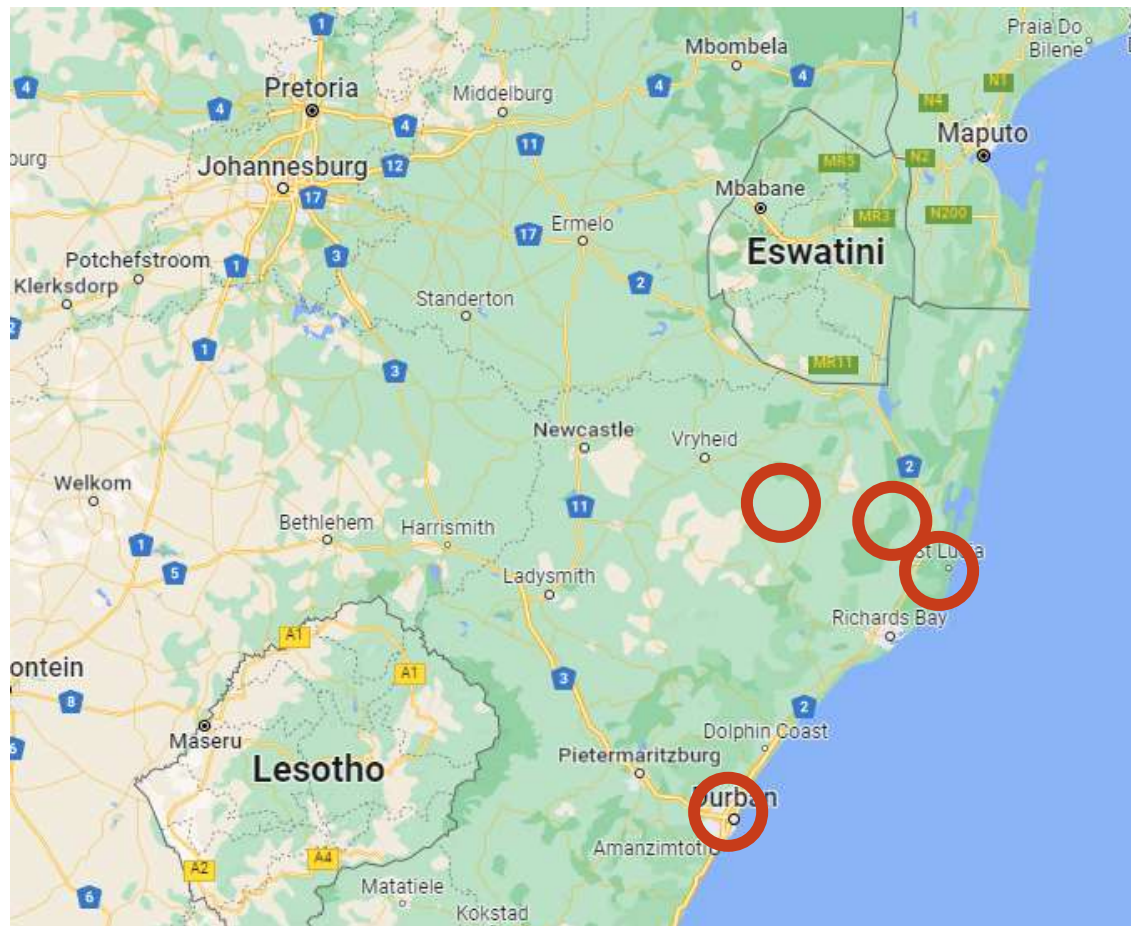 1
Praia Do
Bilene
Mbombela
4
Pretoria
4
Middelburg
4
4
N1
N4
4
Maputo
11
Johannesburg
12
MR5
N2
17
Mbabane
N200
MR3
Ermelo
17
Eswatini
Potchefstroom
3
1
Klerksdorp
2
Standerton
1
MR11
3
Newcastle
Vryheid
2
Welkom
11
Bethlehem
Harrismith
1
St Lucia
5
Ladysmith
Richards Bay
A1
ontein
A1
3
8
2
Maseru
Dolphin Coast
6
Pietermaritzburg
Lesotho
Durban
Amanzimtoti
A4
A2
Matatiele
6
Kokstad